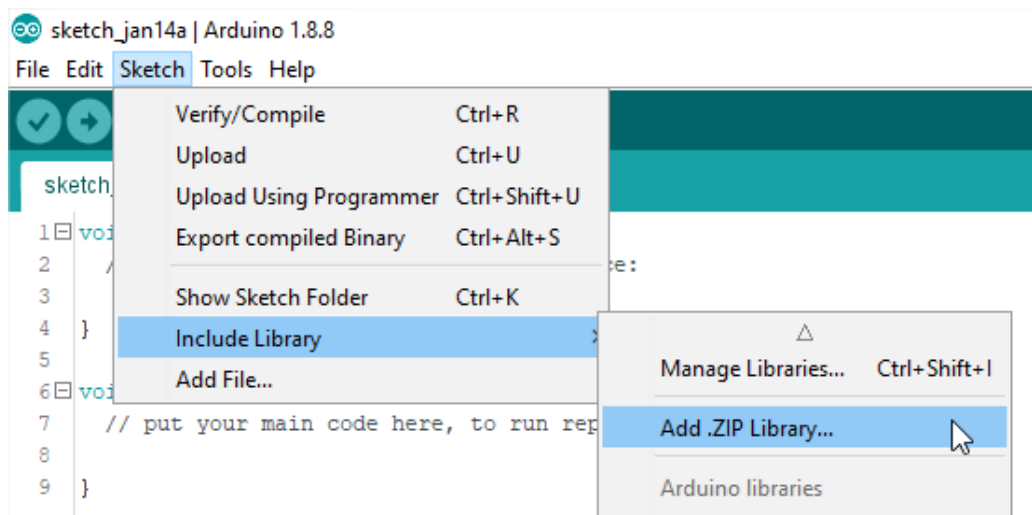 sketch_jan14a | Arduino 1.8.8
File Edit Sketch Tools Help
Verify/Compile Ctrl+R
Upload Ctrl+U
sketch_
Upload Using Programmer Ctrl+Shift+U
1 voi
Export compiled Binary Ctrl+Alt+S
2 / e:
3 Show Sketch Folder Ctrl+K
4 } Include Library
5
Manage Libraries... Ctrl+Shift+I
Add File...
6 voi
7 // put your main code here, to run rep
Add .ZIP Library...
8
9 }
Arduino libraries